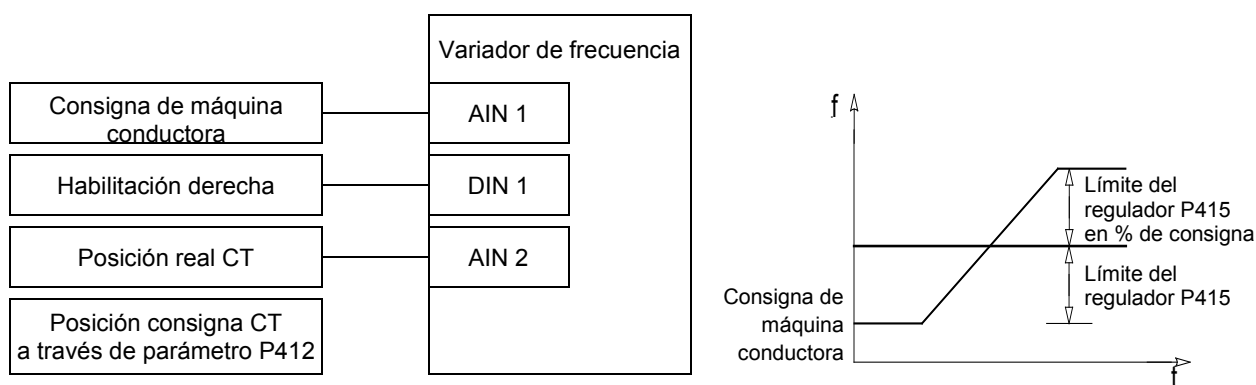 Variador de frecuencia
Consigna de máquina
conductora
AIN 1
Habilitación derecha
DIN 1
Posición real CT
AIN 2
Posición consigna CT
a través de parámetro P412
f
Límite del
regulador P415
en % de consigna
Límite del
regulador P415
Consigna de
máquina
conductora
f